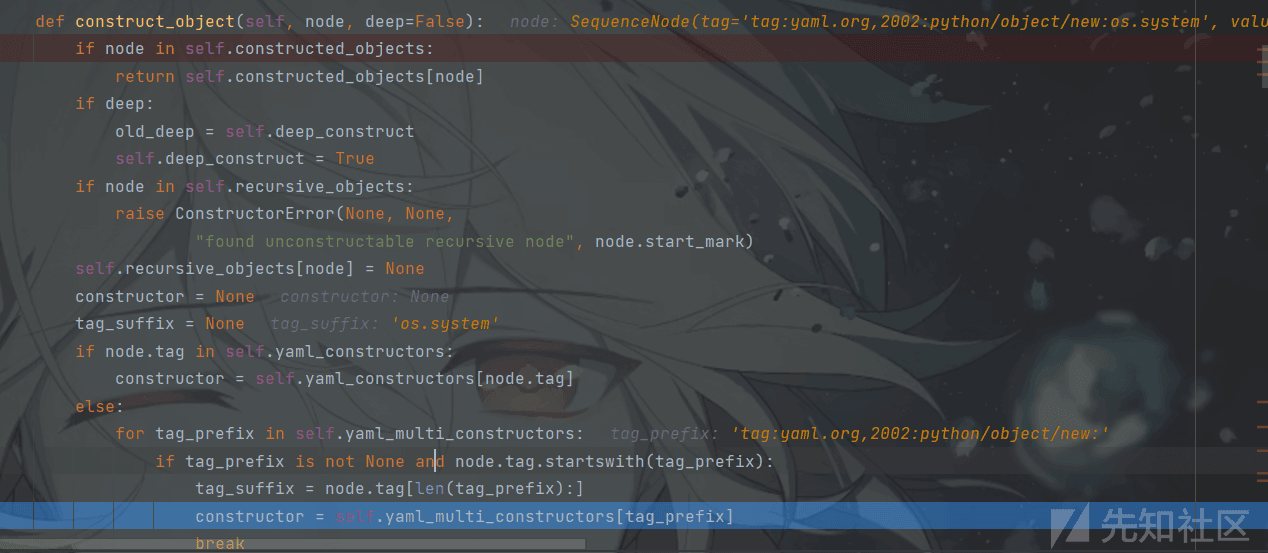 def construct_object(self, node, deep=False):   node: SequenceNode(tag='tag:yaml.org,2002:python/object/new:os.system', valu
    if node in self.constructed_objects:
        return self.constructed_objects[node]
    if deep:
        old_deep = self.deep_construct
        self.deep_construct = True
    if node in self.recursive_objects:
        raise ConstructorError(None, None,
                "found unconstructable recursive node", node.start_mark)
    self.recursive_objects[node] = None
    constructor = None   constructor: None
    tag_suffix = None   tag_suffix: 'os.system'
    if node.tag in self.yaml_constructors:
        constructor = self.yaml_constructors[node.tag]
    else:
        for tag_prefix in self.yaml_multi_constructors:   tag_prefix: 'tag:yaml.org,2002:python/object/new:'
            if tag_prefix is not None and node.tag.startswith(tag_prefix):
                tag_suffix = node.tag[len(tag_prefix):]
                constructor = self.yaml_multi_constructors[tag_prefix]
                break
先知社区